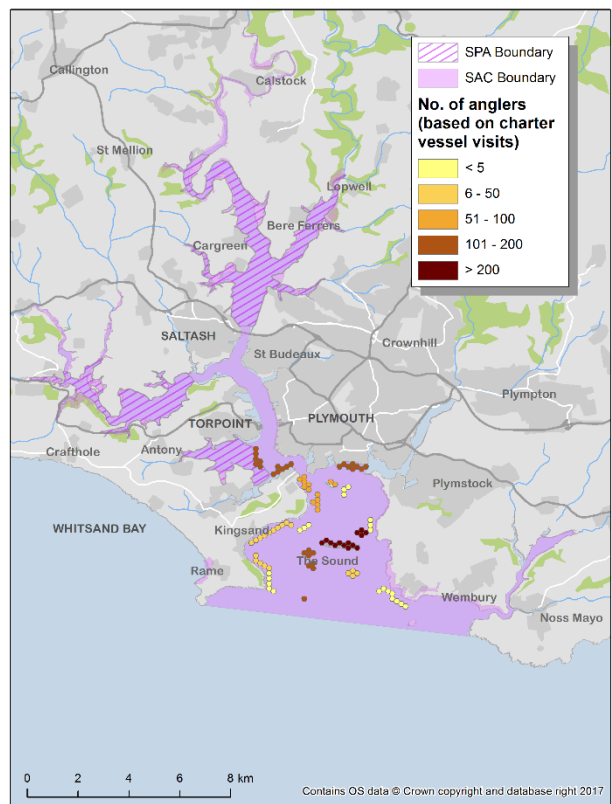 Callington
Calstock
St Mellion
Lopwell
Bere Ferrers
Cargreen
SALTASH
St Budeaux
Crownhill
Plympton
TORPOINT
PLYMOUTH
Antony
Crafthole
Plymstock
WHITSAND BAY
Kingsand
The Sound
Rame
Wembury
Noss Mayo
SPA Boundary
SAC Boundary
No. of anglers
(based on charter
vessel visits)
< 5
6 - 50
51 - 100
101 - 200
> 200
0 2 4 6 8 km
Contains OS data © Crown copyright and database right 2017